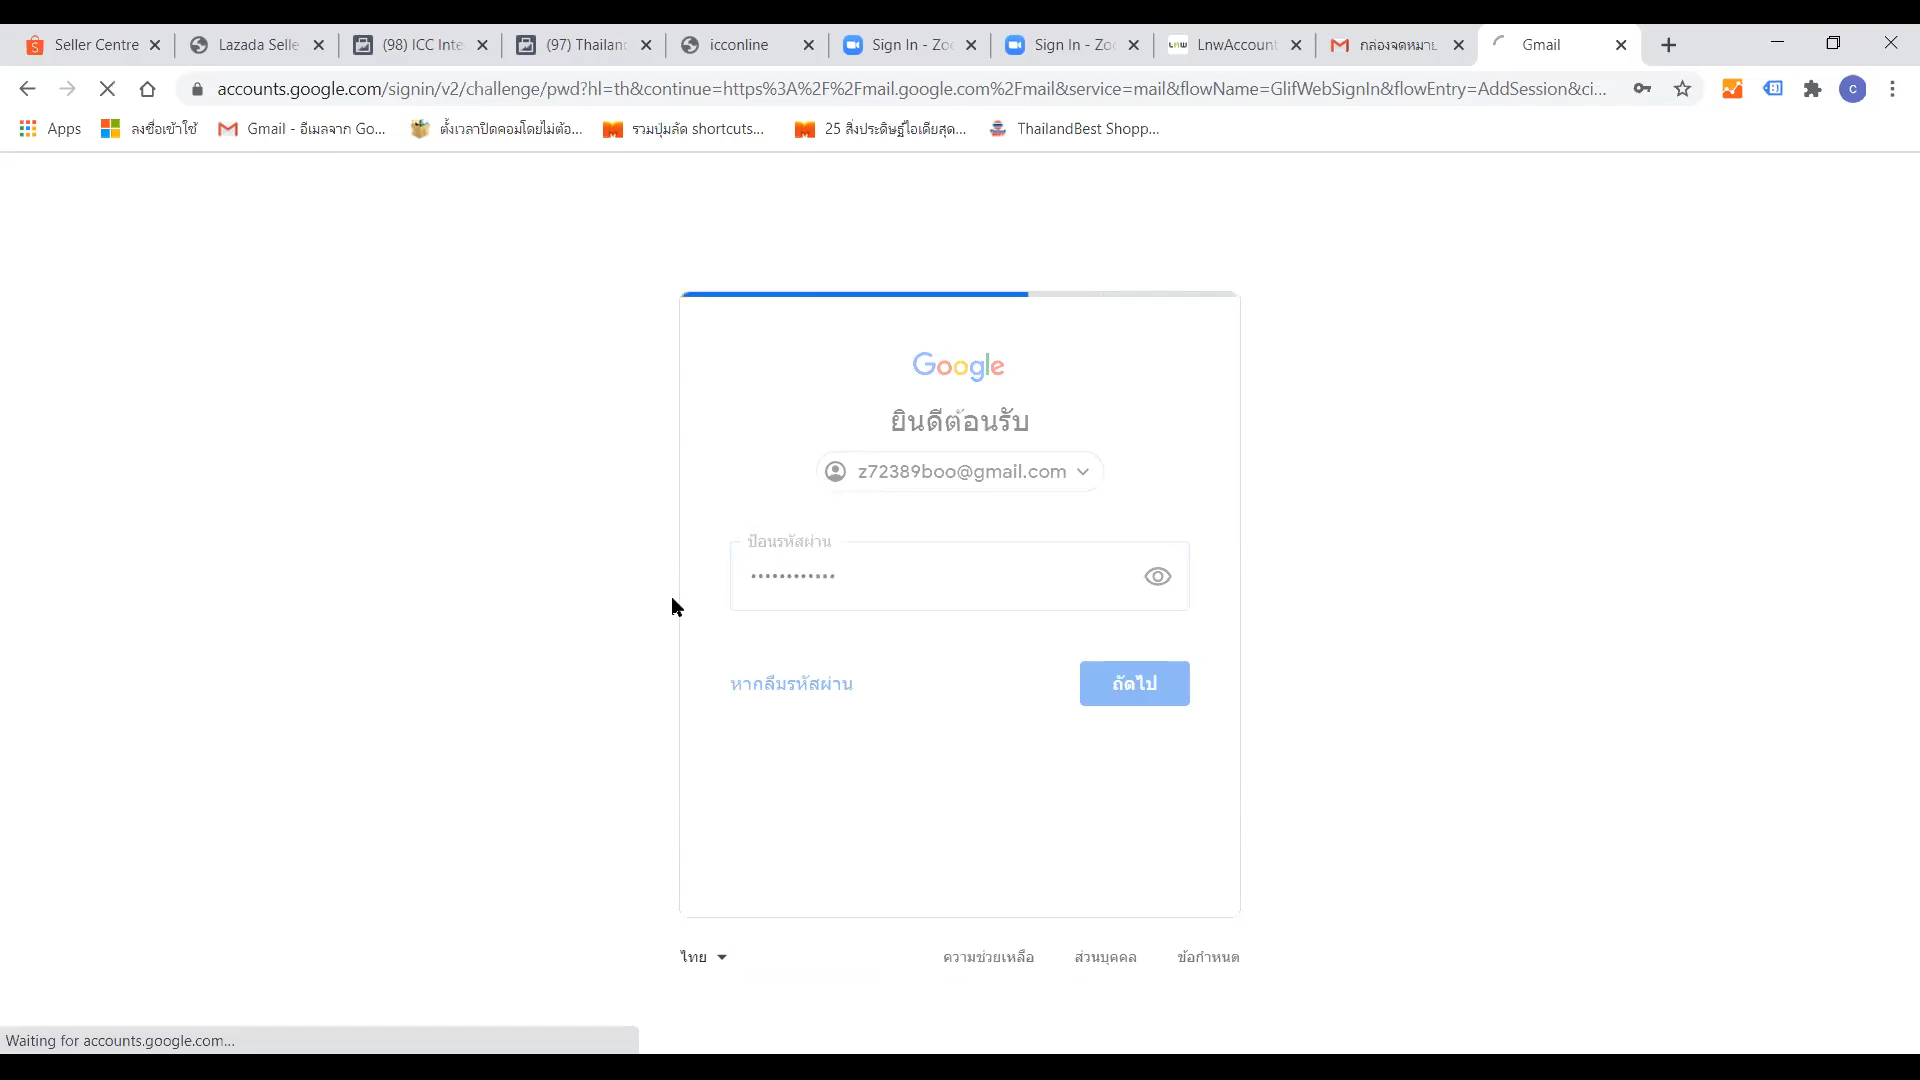 Seller Centre
Lazada Selle
(98) ICC Inte
(97) Thailand
icconline
Sign In - Zoo
Sign In - Zoo
LnwAccount
กล่องจดหมาย
Gmail
accounts.google.com/signin/v2/challenge/pwd?hl=th&continue=https%3A%2F%2Fmail.google.com%2Fmail&service=mail&flowName=GlifWebSignIn&flowEntry=AddSession&ci...
C
Apps
ลงชื่อเข้าใช้
Gmail - อีเมลจาก Go...
ตั้งเวลาปิดคอมโดยไม่ต้อ...
รวมปุ่มลัด shortcuts...
25 สิ่งประดิษฐ์ไอเดียสุด...
ThailandBest Shopp...
Google
ยินดีต้อนรับ
z72389boo@gmail.com
ป้อนรหัสผ่าน
••••••••••••
หากลืมรหัสผ่าน
ถัดไป
ไทย
ความช่วยเหลือ
ส่วนบุคคล
ข้อกำหนด
Waiting for accounts.google.com...